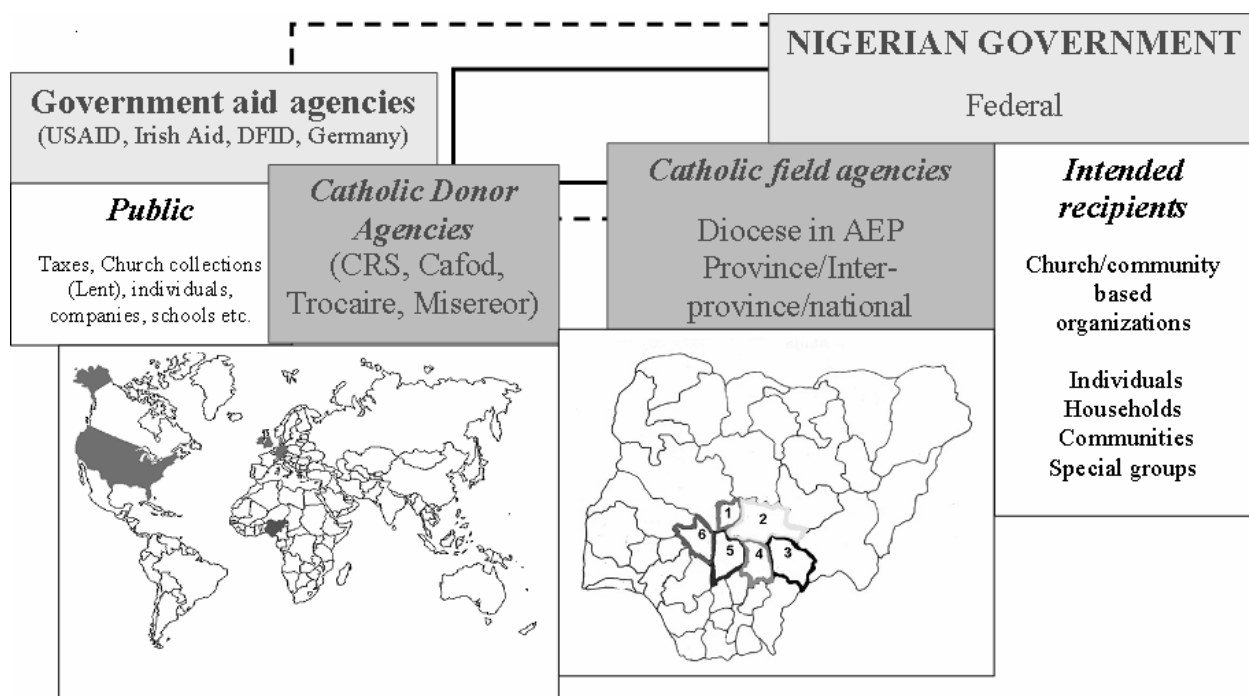 NIGERIAN GOVERNMENT
Federal
Government aid agencies
(USAID, Irish Aid, DFID, Germany)
Public
Taxes, Church collections
(Lent), individuals,
companies, schools etc.
Catholic Donor
Agencies
(CRS, Cafod,
Trocaire, Misereor)
Catholic field agencies
Diocese in AEP
Province/Inter-
province/national
Intended
recipients
Church/community
based
organizations
Individuals
Households
Communities
Special groups
1
2
6
5
4
3